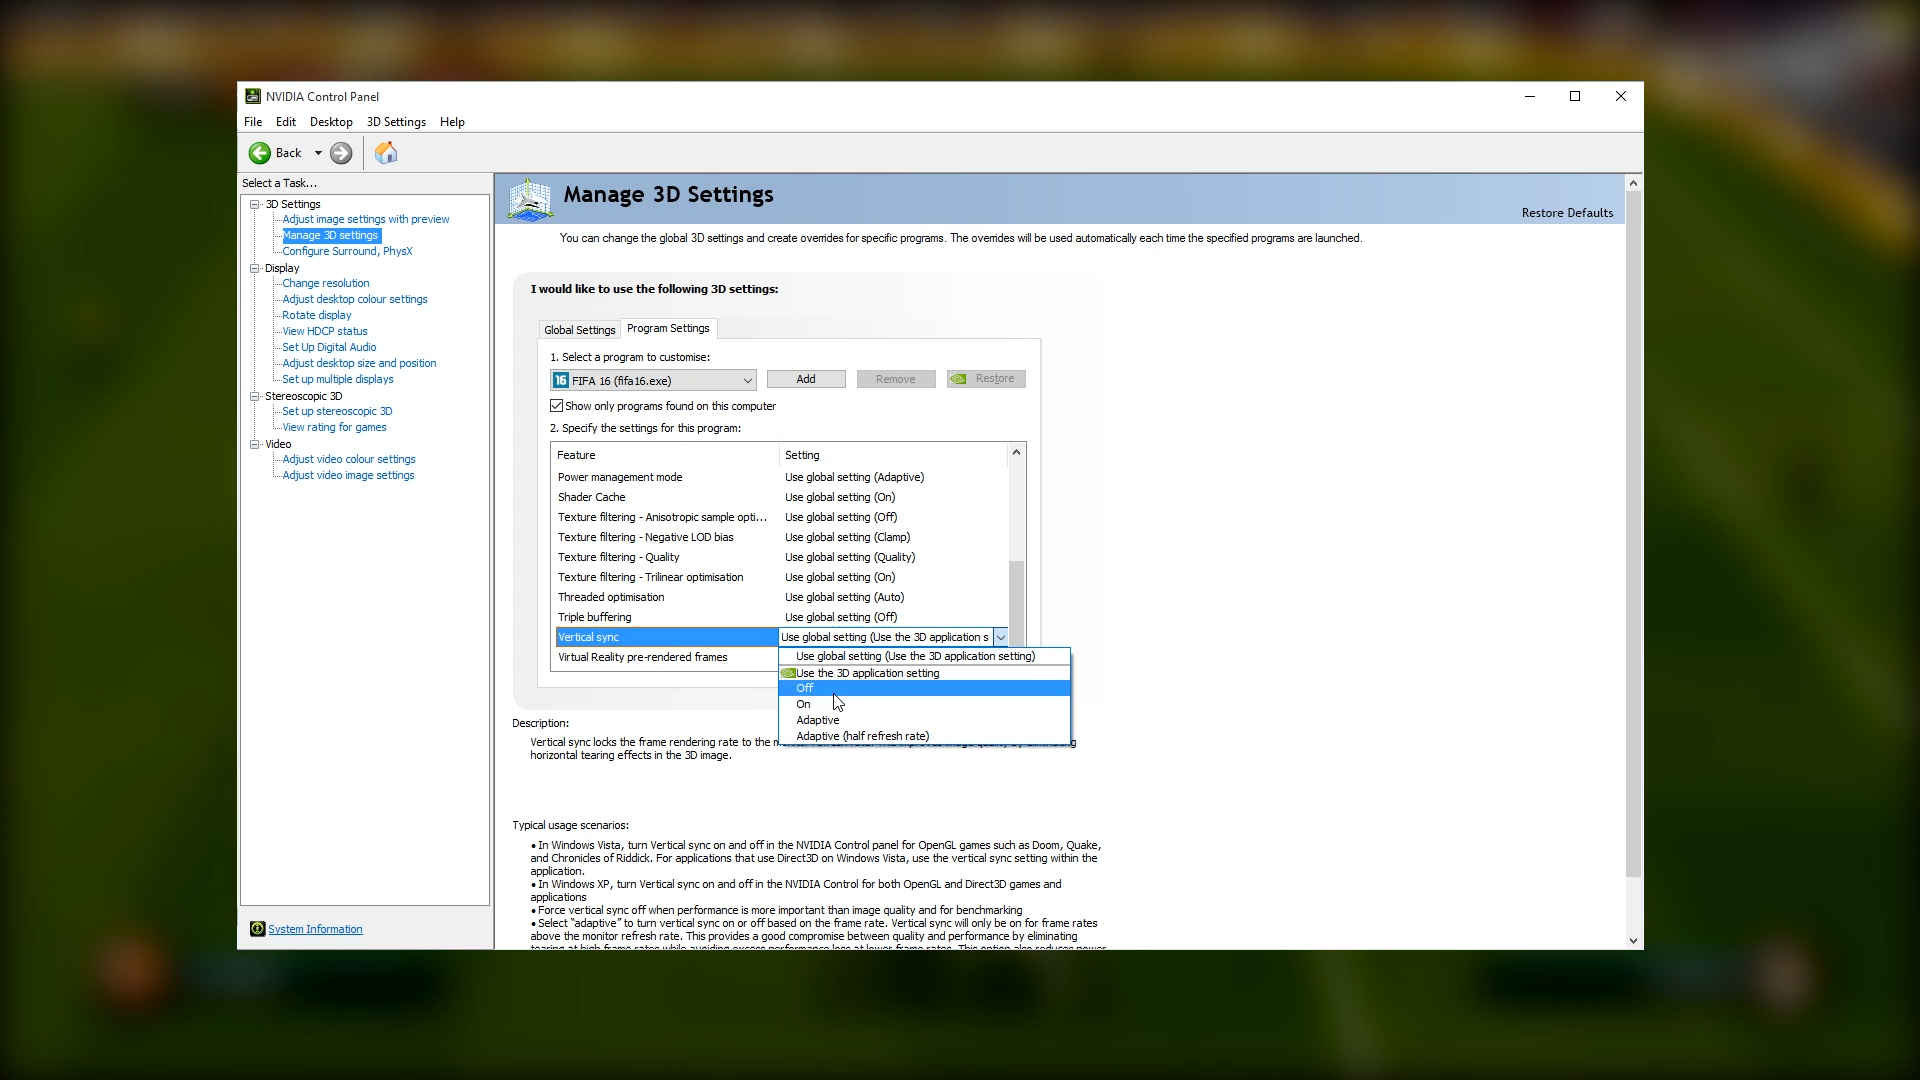 NVIDIA Control Panel
File Edit Desktop 3D Settings Help
Back
Select a Task...
3D Settings
Adjust image settings with preview
Manage 3D settings
Configure Surround, PhysX
Display
Change resolution
Adjust desktop colour settings
Rotate display
View HDCP status
Set Up Digital Audio
Adjust desktop size and position
Set up multiple displays
Stereoscopic 3D
Set up stereoscopic 3D
View rating for games
Video
Adjust video colour settings
Adjust video image settings
System Information
Manage 3D Settings
Restore Defaults
You can change the global 3D settings and create overrides for specific programs. The overrides will be used automatically each time the specified programs are launched.
I would like to use the following 3D settings:
Global Settings Program Settings
1. Select a program to customise:
16 FIFA 16 (fifa16.exe) Add Remove Restore
Show only programs found on this computer
2. Specify the settings for this program:
Feature Setting
Power management mode Use global setting (Adaptive)
Shader Cache Use global setting (On)
Texture filtering - Anisotropic sample opti... Use global setting (Off)
Texture filtering - Negative LOD bias Use global setting (Clamp)
Texture filtering - Quality Use global setting (Quality)
Texture filtering - Trilinear optimisation Use global setting (On)
Threaded optimisation Use global setting (Auto)
Triple buffering Use global setting (Off)
Vertical sync Use global setting (Use the 3D application s
Virtual Reality pre-rendered frames
Use global setting (Use the 3D application setting)
Use the 3D application setting
Off
On
Adaptive
Adaptive (half refresh rate)
Description:
Vertical sync locks the frame rendering rate to the
horizontal tearing effects in the 3D image.
Typical usage scenarios:
• In Windows Vista, turn Vertical sync on and off in the NVIDIA Control panel for OpenGL games such as Doom, Quake,
and Chronicles of Riddick. For applications that use Direct3D on Windows Vista, use the vertical sync setting within the
application.
• In Windows XP, turn Vertical sync on and off in the NVIDIA Control for both OpenGL and Direct3D games and
applications
• Force vertical sync off when performance is more important than image quality and for benchmarking
• Select "adaptive" to turn vertical sync on or off based on the frame rate. Vertical sync will only be on for frame rates
above the monitor refresh rate. This provides a good compromise between quality and performance by eliminating